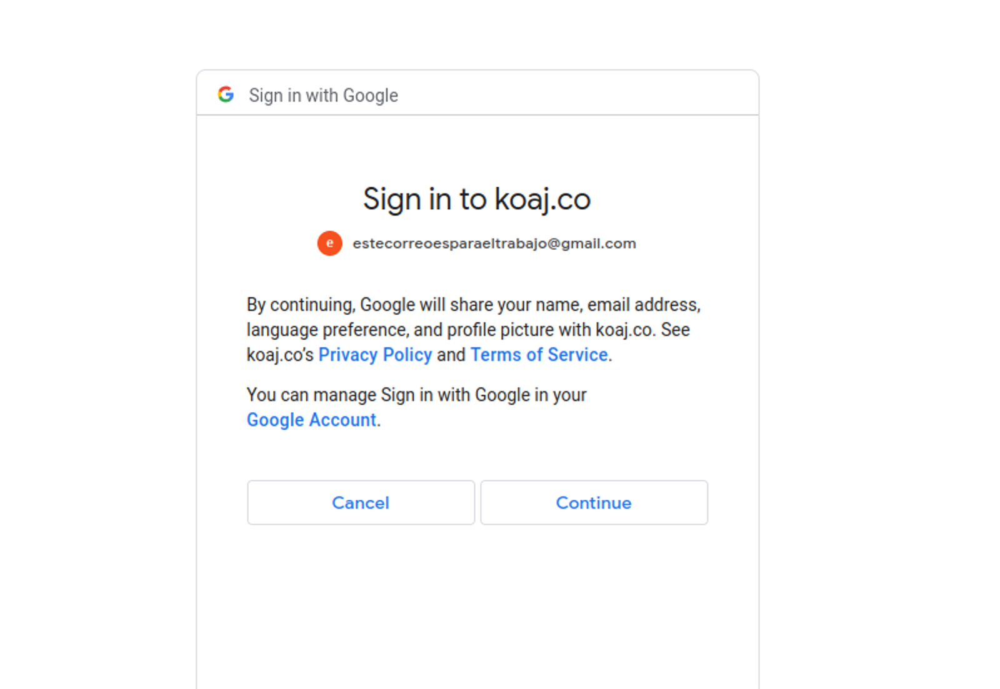 Sign in with Google
Sign in to koaj.co
e
estecorreoesparaeltrabajo@gmail.com
By continuing, Google will share your name, email address,
language preference, and profile picture with koaj.co. See
koaj.co’s Privacy Policy and Terms of Service.
You can manage Sign in with Google in your
Google Account.
Cancel
Continue